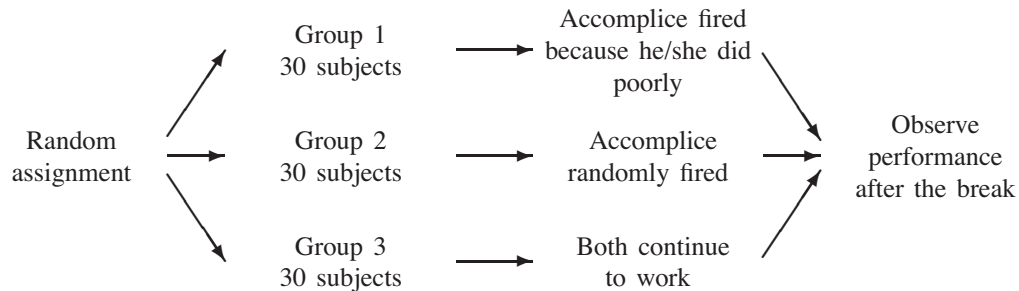 Random
assignment
Group 1
30 subjects
Accomplice fired
because he/she did
poorly
Group 2
30 subjects
Accomplice
randomly fired
Group 3
30 subjects
Both continue
to work
Observe
performance
after the break